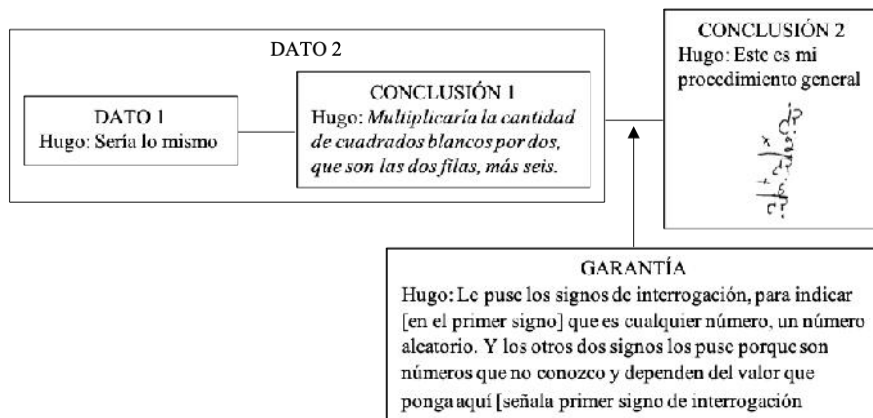 DATO 2
DATO 1
Hugo: Sería lo mismo
CONCLUSIÓN 1
Hugo: Multiplicaría la cantidad
de cuadrados blancos por dos,
que son las dos filas, más seis.
CONCLUSIÓN 2
Hugo: Este es mi
procedimiento general
GARANTÍA
Hugo: Le puse los signos de interrogación, para indicar
[en el primer signo] que es cualquier número, un número
aleatorio. Y los otros dos signos los puse porque son
números que no conozco y dependen del valor que
ponga aquí [señala primer signo de interrogación